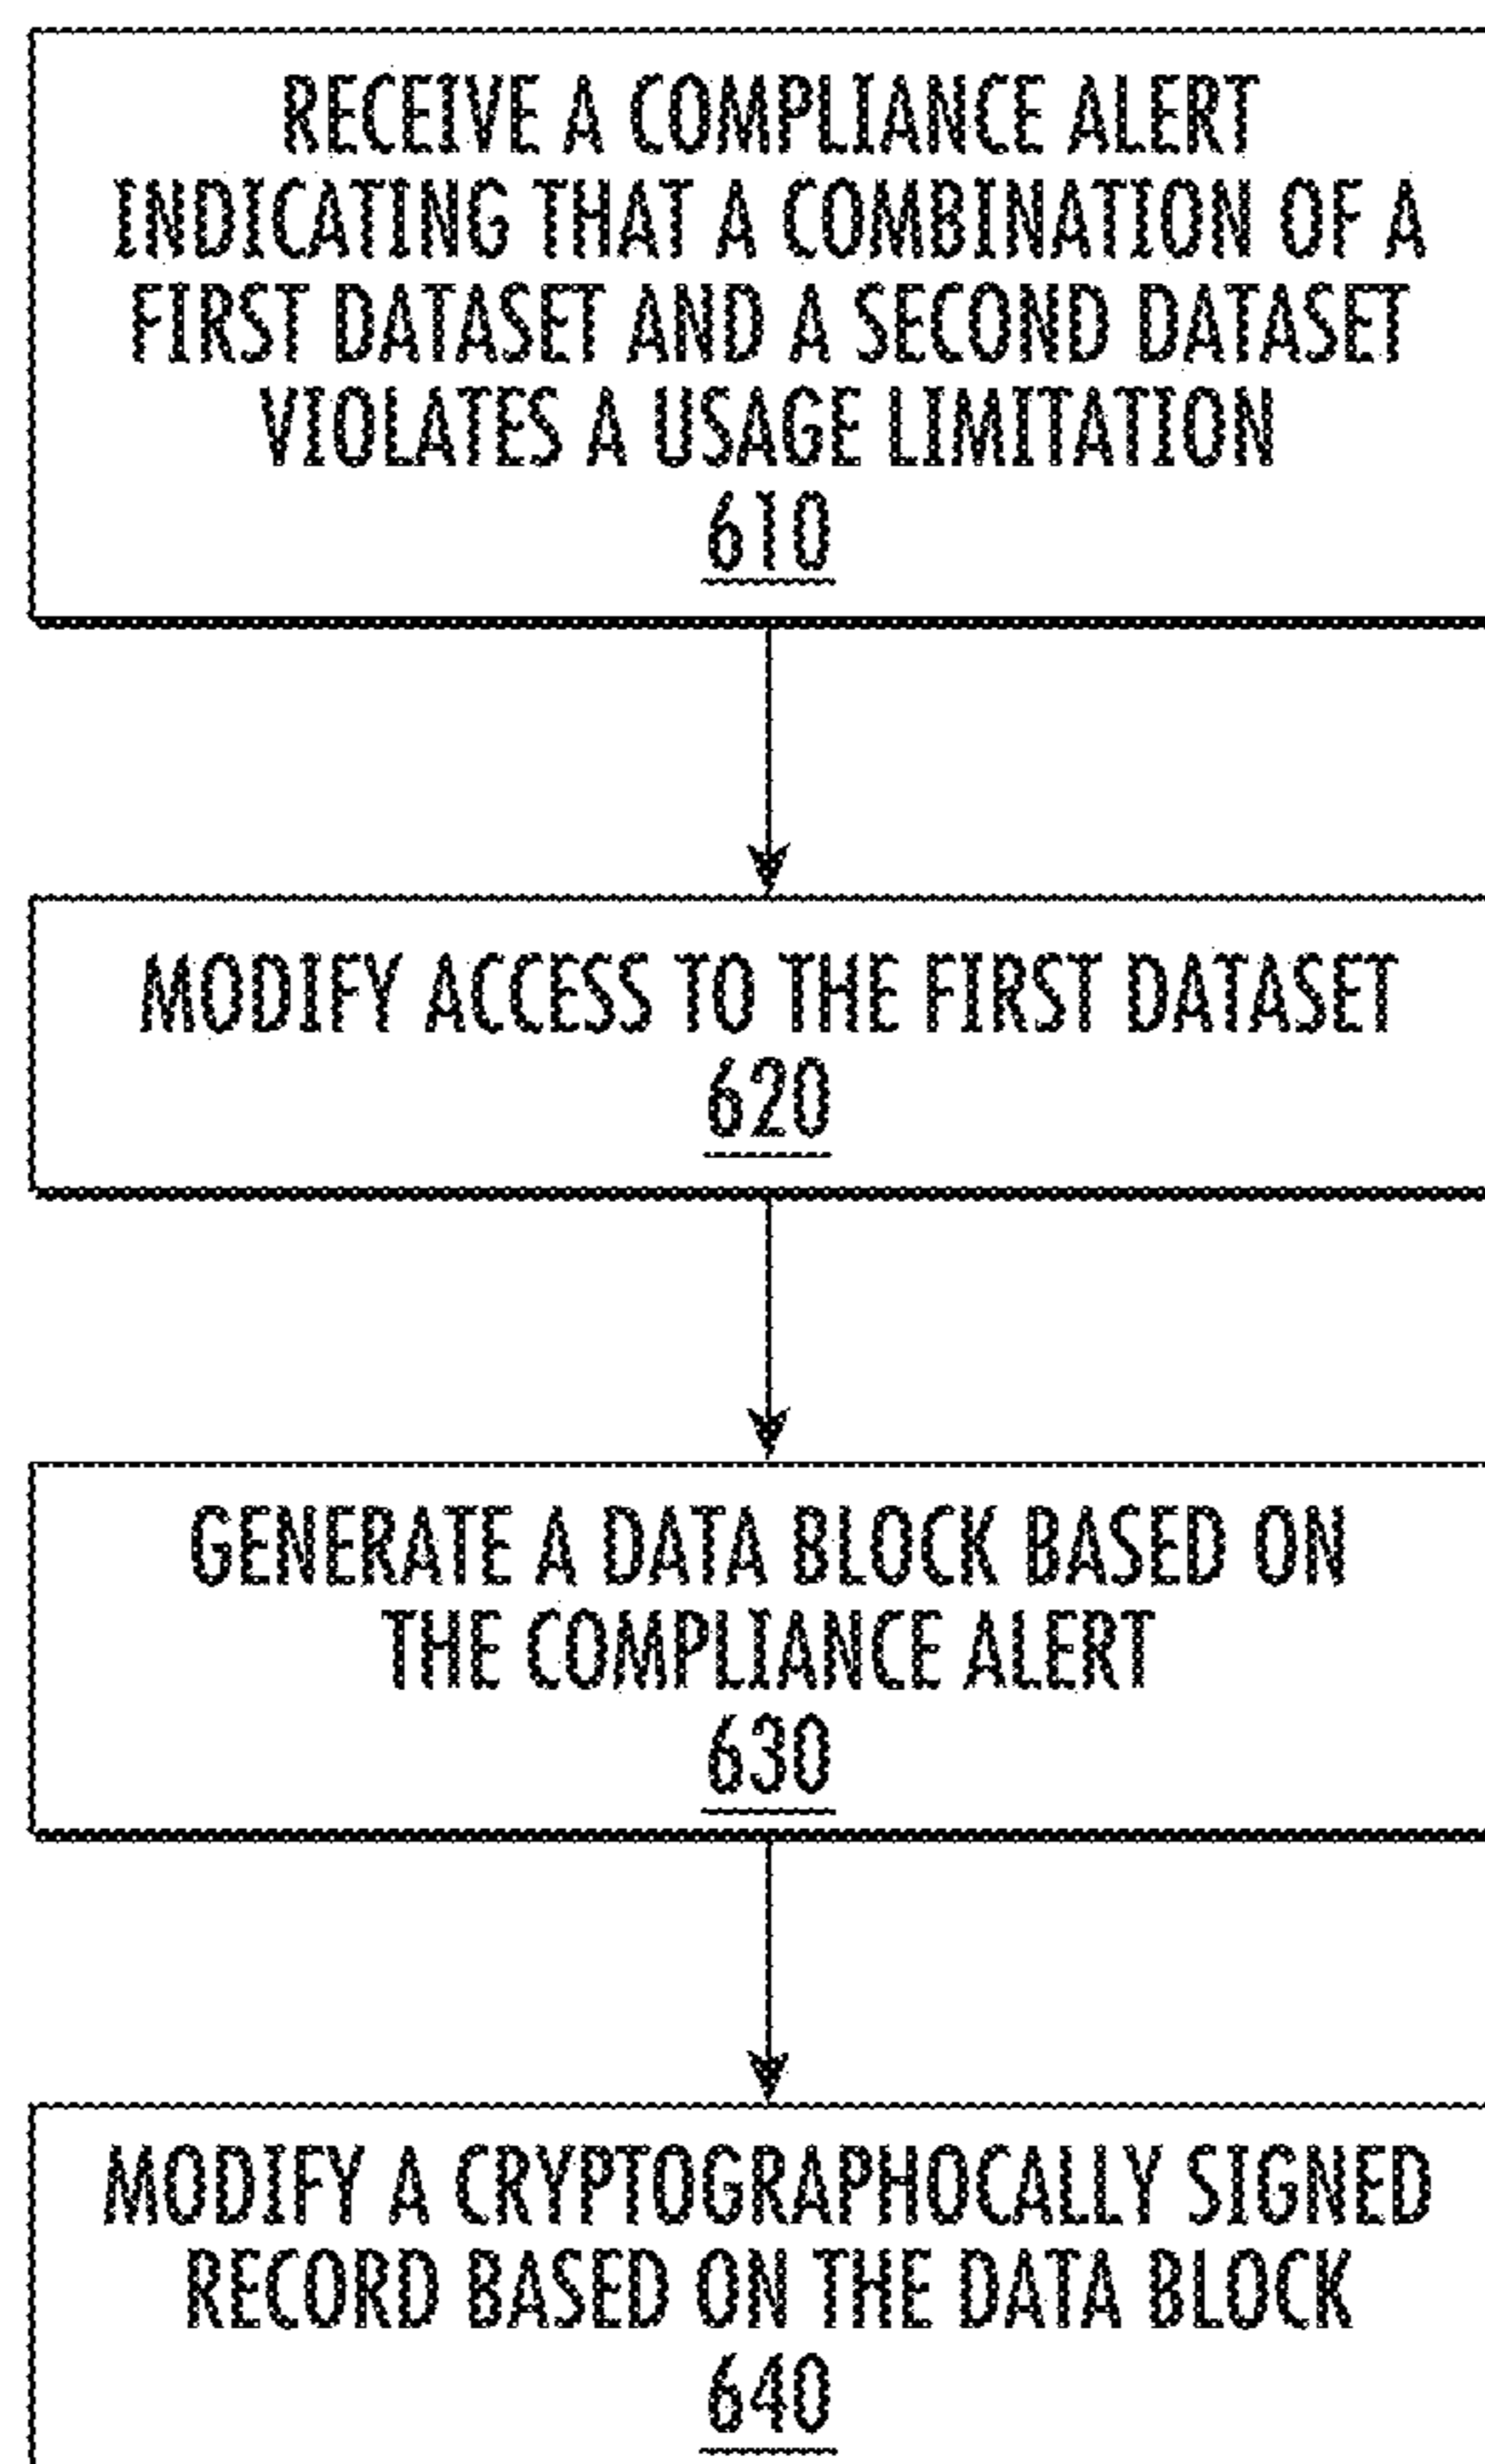 RECEIVE A COMPLIANCE ALERT
INDICATING THAT A COMBINATION OF A
FIRST DATASET AND A SECOND DATASET
VIOLATES A USAGE LIMITATION
610
MODIFY ACCESS TO THE FIRST DATASET
620
GENERATE A DATA BLOCK BASED ON
THE COMPLIANCE ALERT
630
MODIFY A CRYPTOGRAPHOCALLY SIGNED
RECORD BASED ON THE DATA BLOCK
640